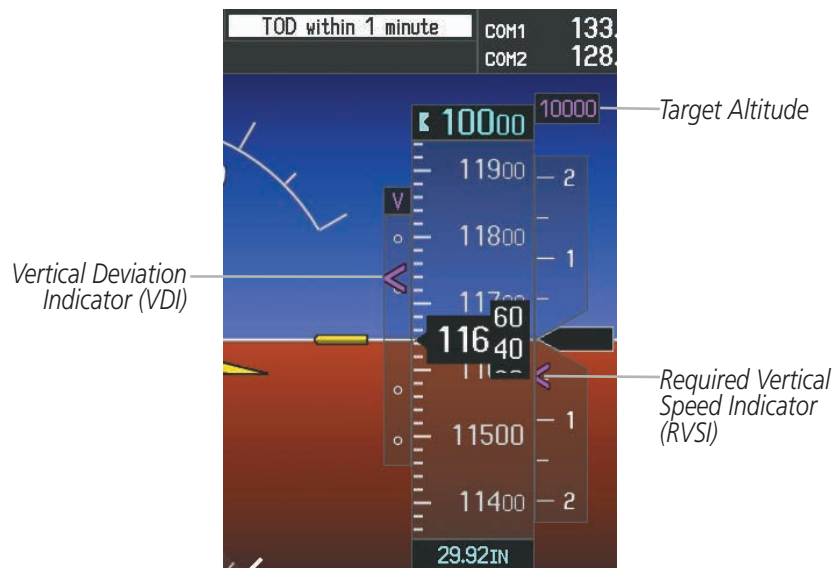 TOD within 1 minute
COM1 133.
COM2 128.
10000
Target Altitude
10000
11900
2
V
11800
1
Vertical Deviation
Indicator (VDI)
60
116
40
Required Vertical
Speed Indicator
(RVSI)
1
11500
11400
2
29.92IN